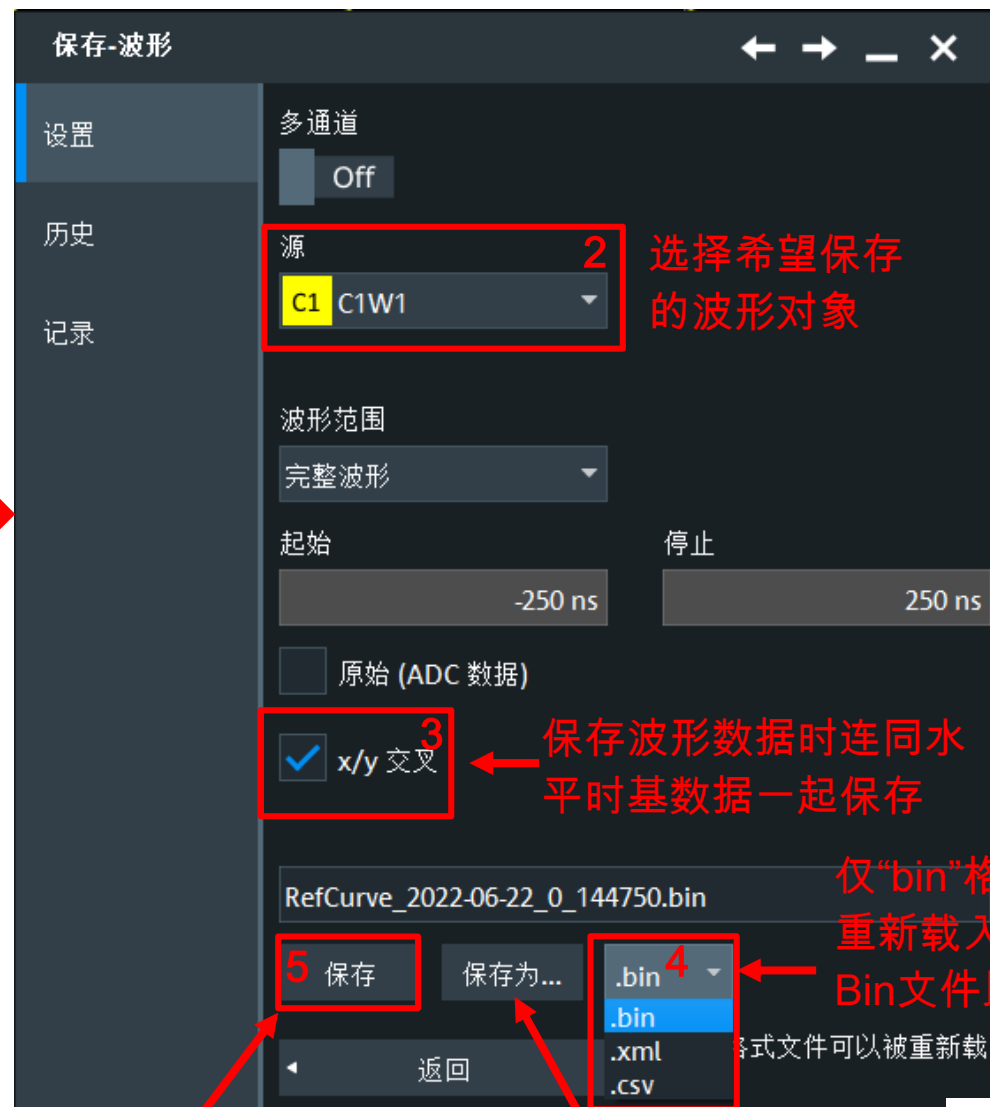 保存-波形
设置
历史
记录
多通道
Off
源
2
C1 C1W1
选择希望保存
的波形对象
波形范围
完整波形
起始
停止
-250 ns
250 ns
原始 (ADC 数据)
3
x/y 交叉
保存波形数据时连同水
平时基数据一起保存
仅“bin”格
RefCurve_2022-06-22_0_144750.bin
重新载入
Bin文件
5 保存
保存为...
.bin 4
.bin
.xml
.csv
式文件可以被重新载
返回